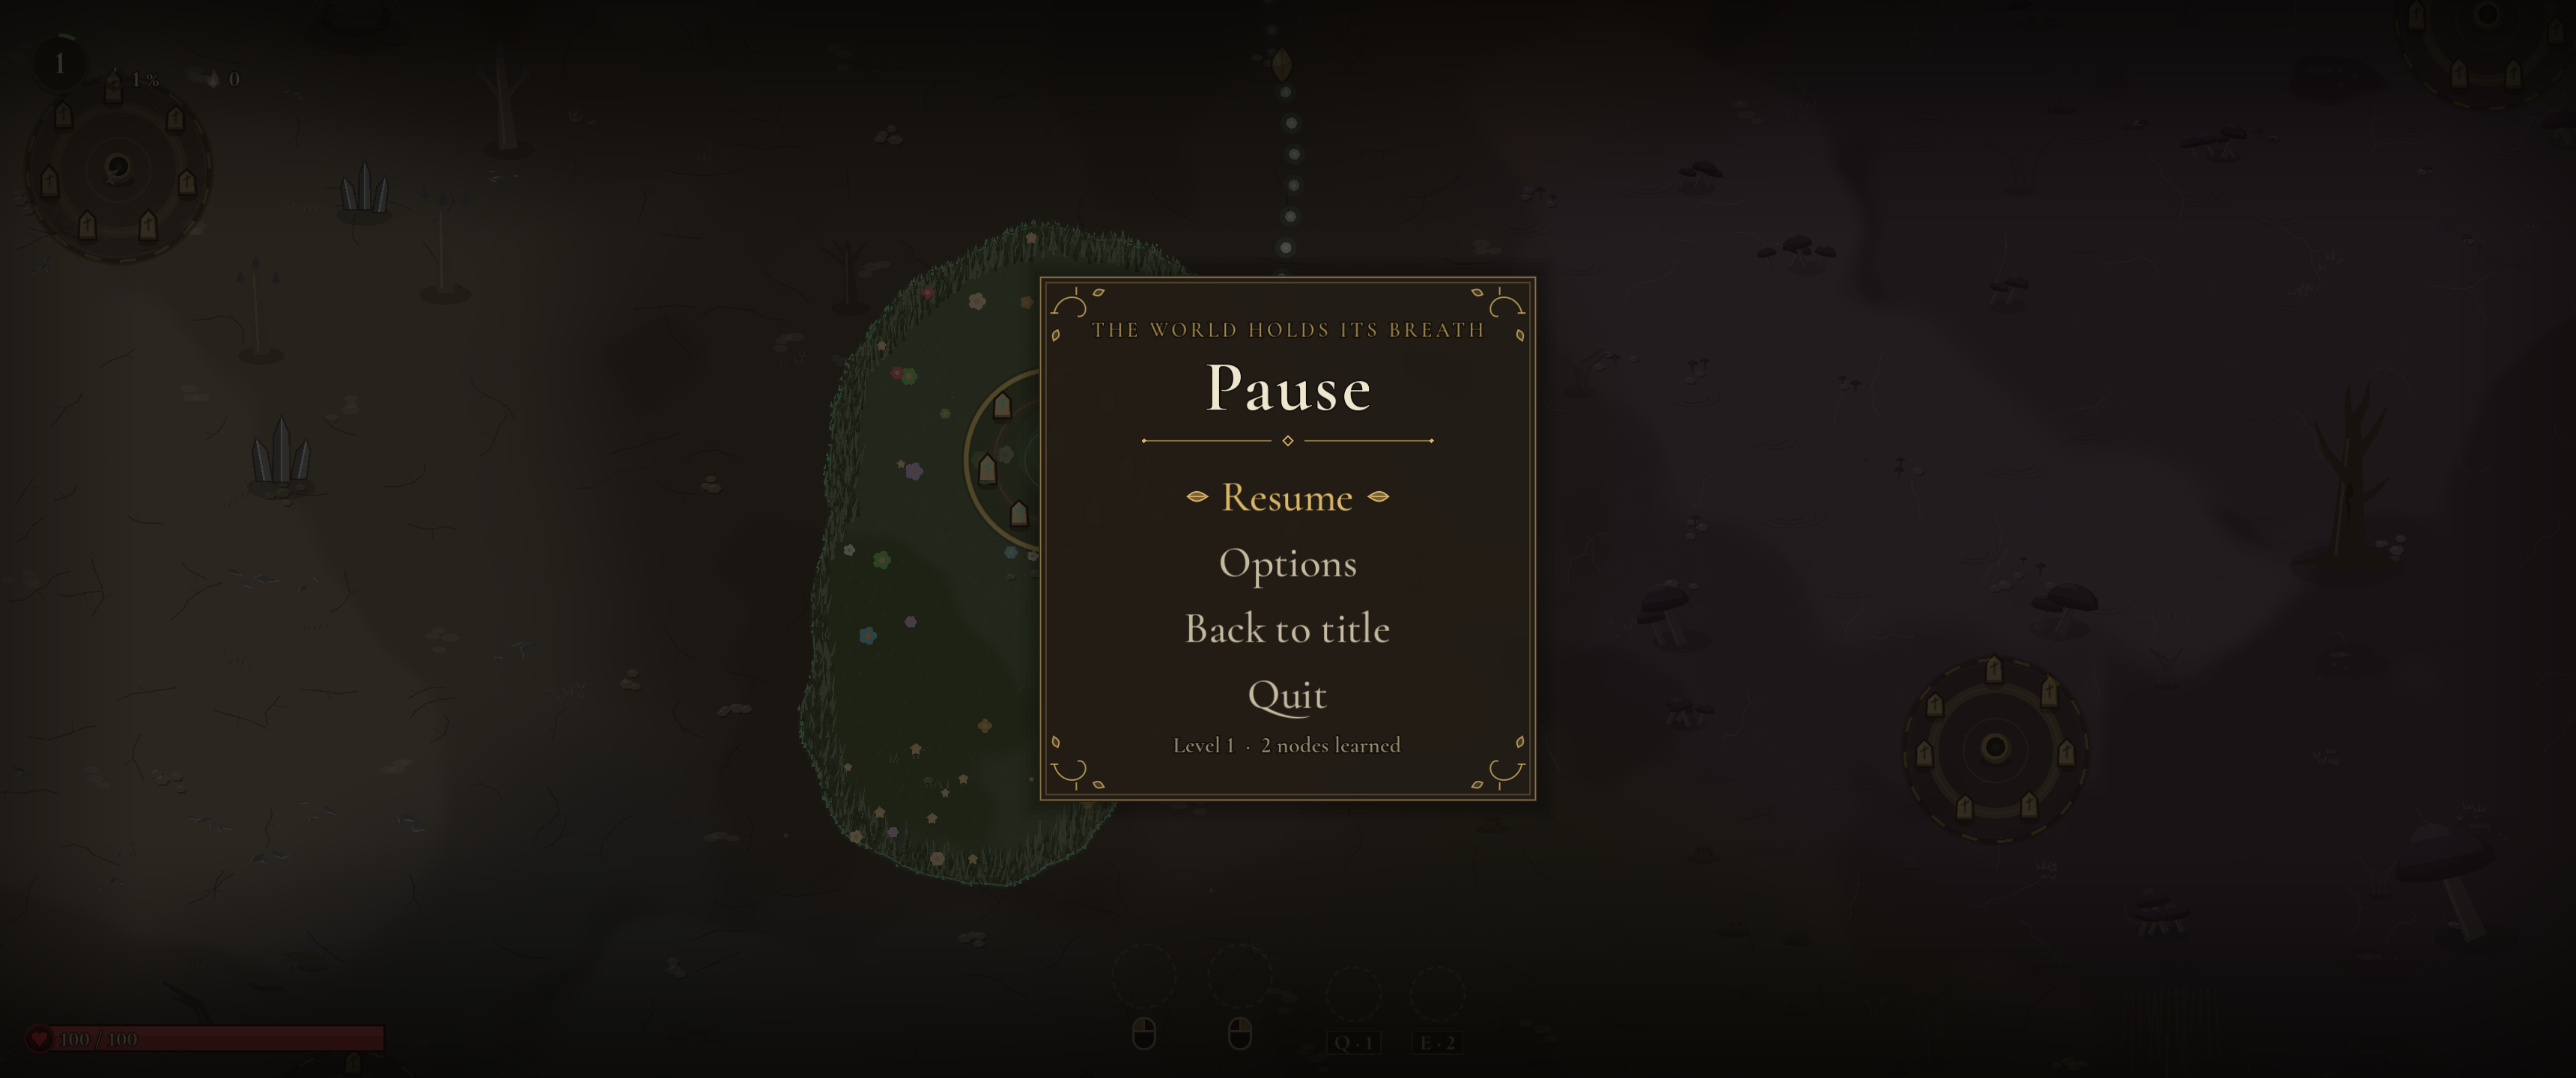 1
1 %
0
THE WORLD HOLDS ITS BREATH
Pause
Resume
Options
Back to title
Quit
Level 1 · 2 nodes learned
100 / 100
Q · 1
E · 2